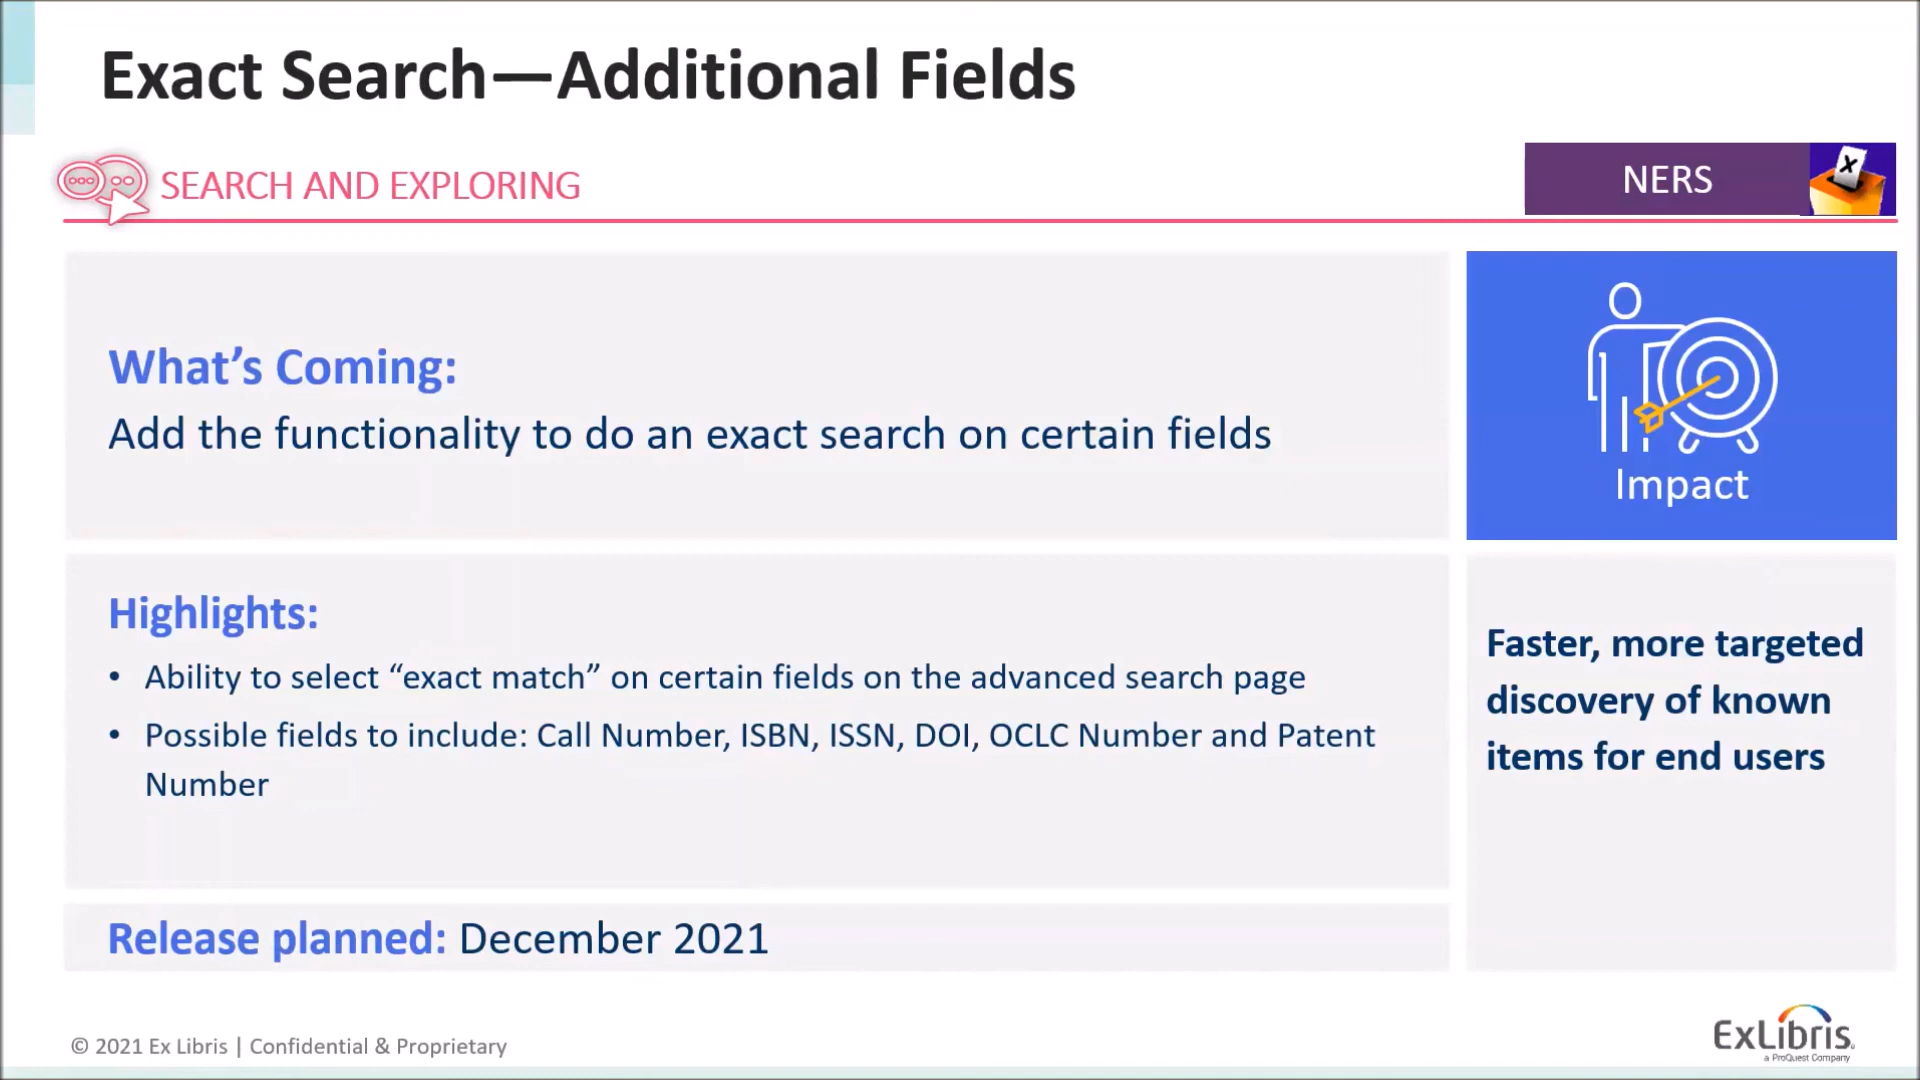 Exact Search—Additional Fields
SEARCH AND EXPLORING
NERS
X
What’s Coming:
Add the functionality to do an exact search on certain fields
Impact
Highlights:
• Ability to select “exact match” on certain fields on the advanced search page
• Possible fields to include: Call Number, ISBN, ISSN, DOI, OCLC Number and Patent
Number
Faster, more targeted
discovery of known
items for end users
Release planned: December 2021
© 2021 Ex Libris | Confidential & Proprietary
ExLibris
a ProQuest Company